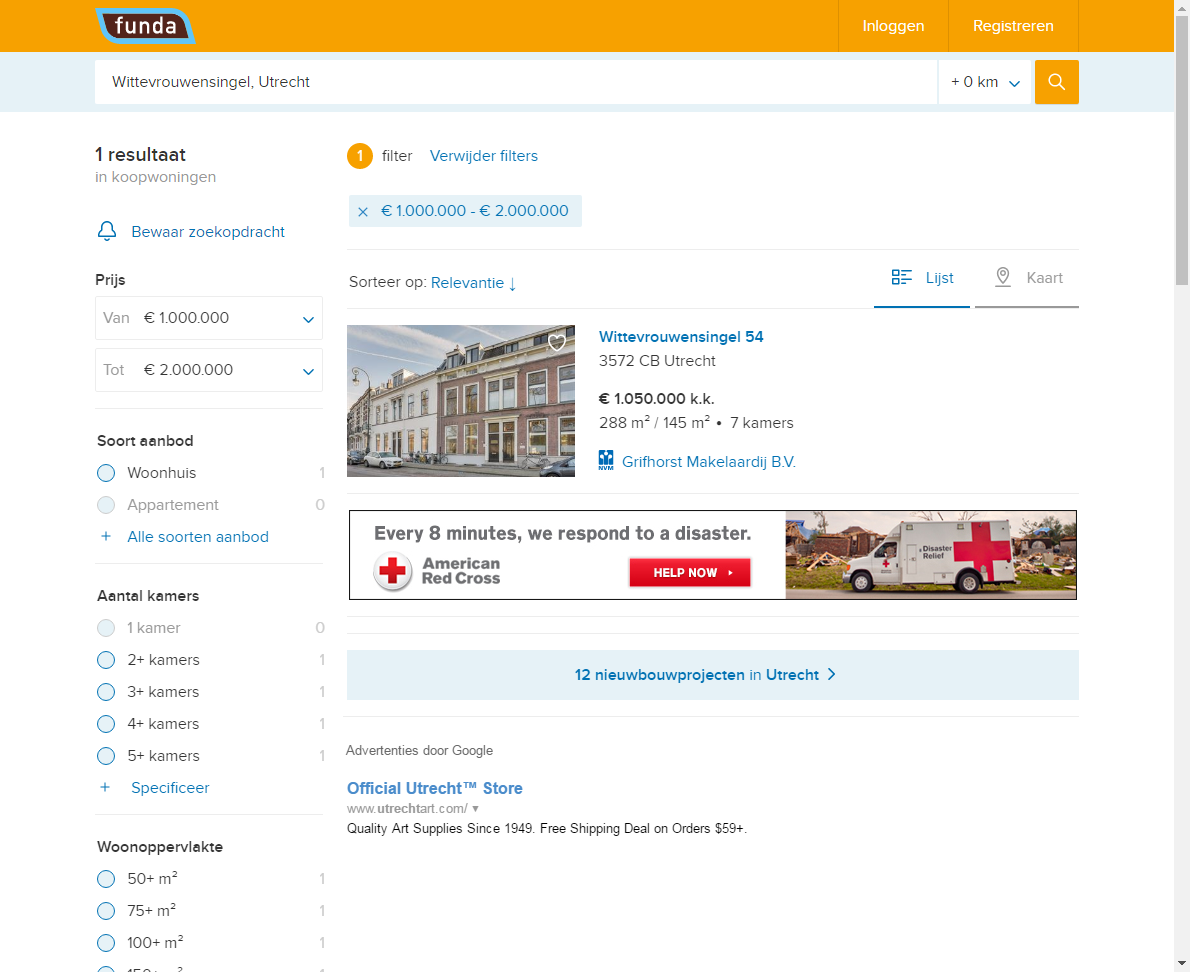 funda
Inloggen
Registreren
Wittevrouwensingel, Utrecht
+ 0 km
1 resultaat
in koopwoningen
Bewaar zoekopdracht
Prijs
Van € 1.000.000
Tot € 2.000.000
Soort aanbod
Woonhuis 1
Appartement 0
+ Alle soorten aanbod
Aantal kamers
1 kamer 0
2+ kamers 1
3+ kamers 1
4+ kamers 1
5+ kamers 1
+ Specificeer
Woonoppervlakte
50+ m² 1
75+ m² 1
100+ m² 1
150+ m² 1
1 filter Verwijder filters
× € 1.000.000 - € 2.000.000
Sorteer op: Relevantie ↓
Lijst
Kaart
Wittevrouwensingel 54
3572 CB Utrecht
€ 1.050.000 k.k.
288 m² / 145 m² • 7 kamers
NVM Grifhorst Makelaardij B.V.
Every 8 minutes, we respond to a disaster.
American
Red Cross
HELP NOW
Disaster
Relief
12 nieuwbouwprojecten in Utrecht
Advertenties door Google
Official Utrecht™ Store
www.utrechtart.com/ ▼
Quality Art Supplies Since 1949. Free Shipping Deal on Orders $59+.